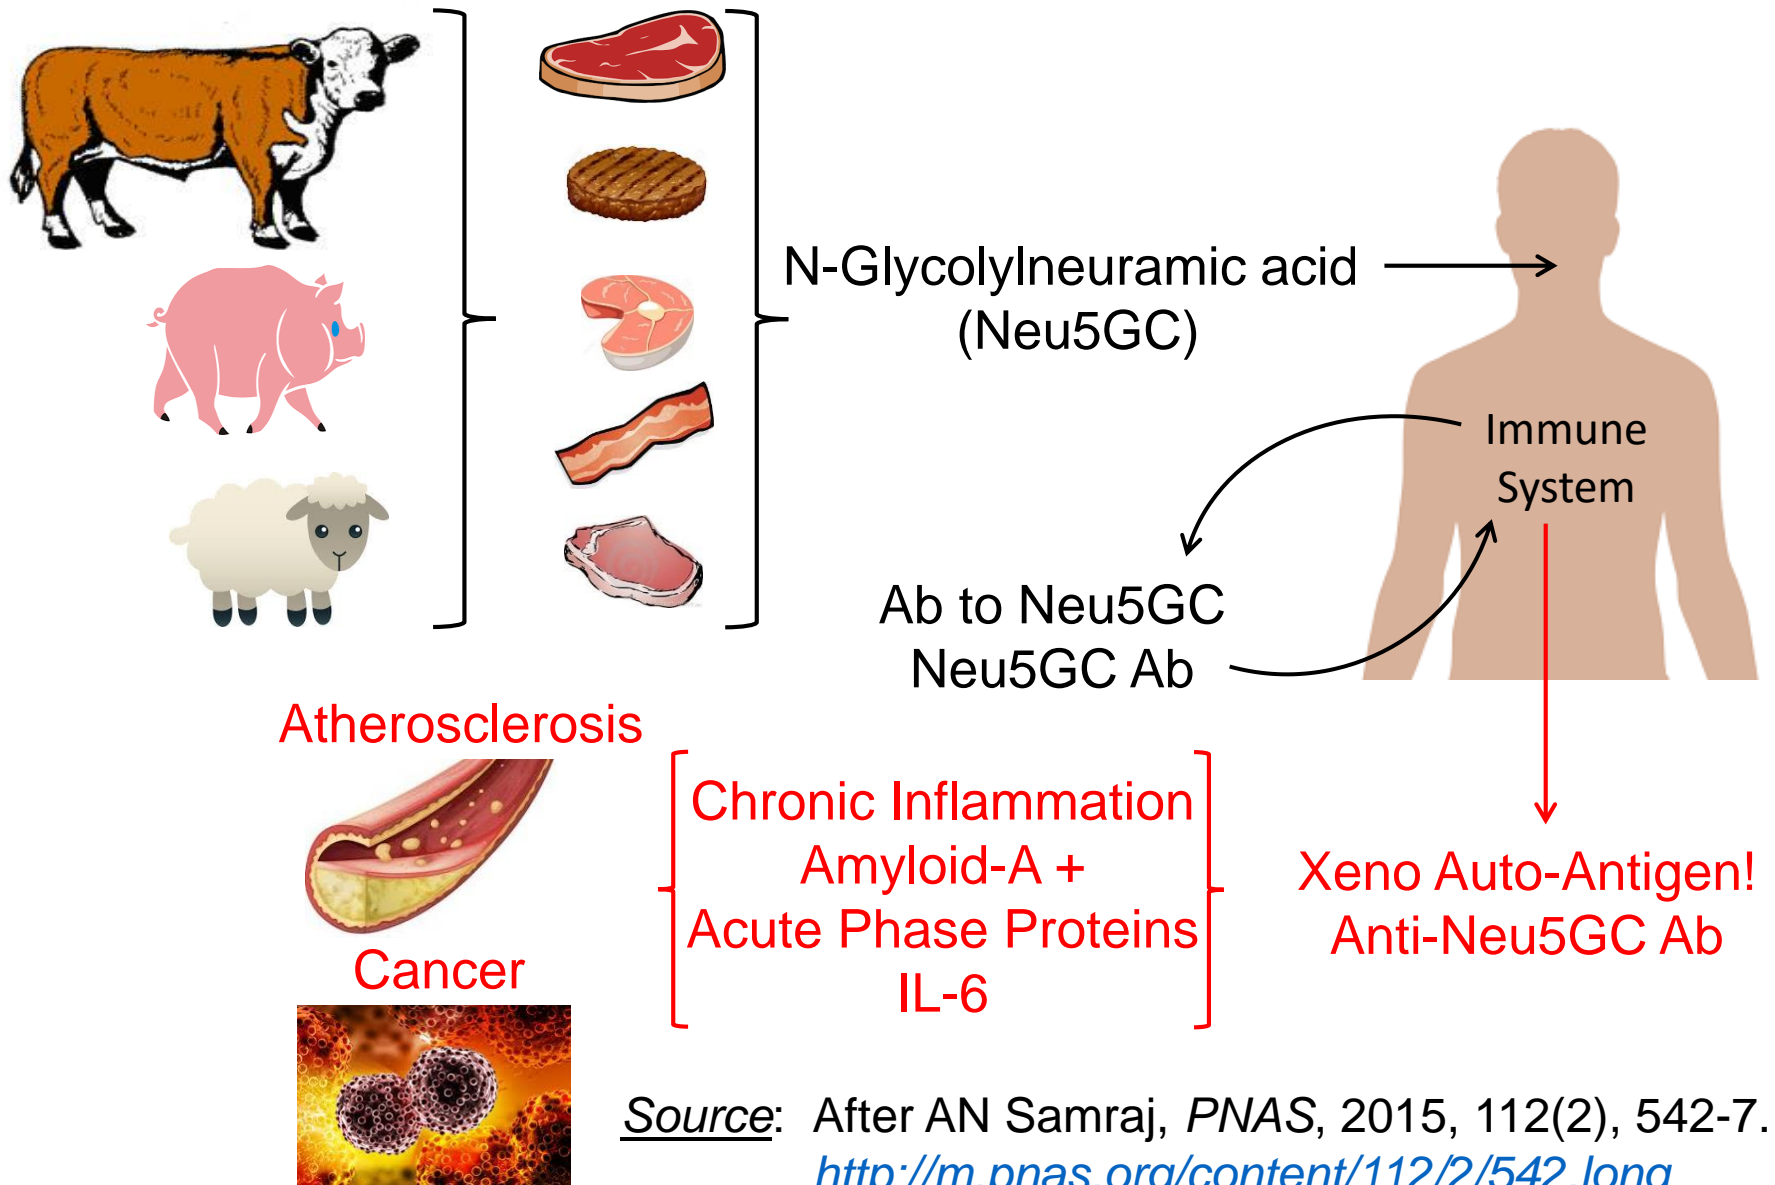 N-Glycolylneuramic acid
(Neu5GC)
Immune
System
Ab to Neu5GC
Neu5GC Ab
Atherosclerosis
Cancer
Chronic Inflammation
Amyloid-A +
Acute Phase Proteins
IL-6
Xeno Auto-Antigen!
Anti-Neu5GC Ab
Source: After AN Samraj, PNAS, 2015, 112(2), 542-7.
http://m.pnas.org/content/112/2/542.long